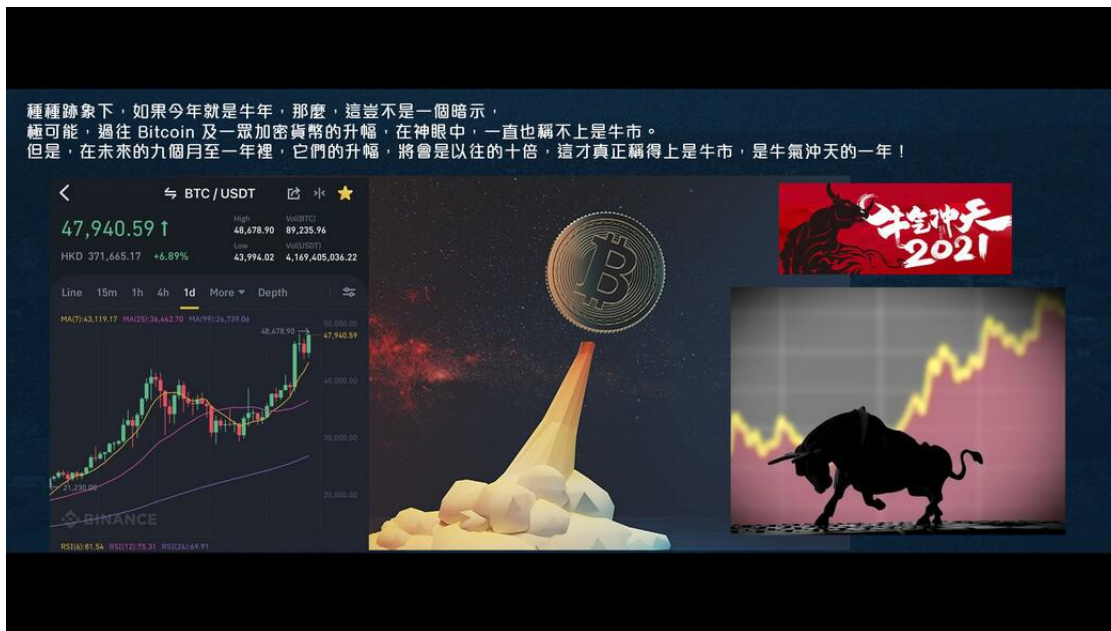 種種跡象下，如果今年就是牛年，那麼，這豈不是一個暗示，
極可能，過往 Bitcoin 及一眾加密貨幣的升幅，在神眼中，一直也稱不上是牛市。
但是，在未來的九個月至一年裡，它們的升幅，將會是以往的十倍，這才真正稱得上是牛市，是牛氣沖天的一年！
BTC / USDT
47,940.59
HKD 371,665.17 +6.89%
High
48,678.90
Vol(BTC)
89,235.96
Low
43,994.02
Vol(USDT)
4,169,405,036.22
Line 15m 1h 4h 1d More Depth
MA(7):43,119.17 MA(25):36,462.70 MA(99):26,739.06
48,678.90
50,000.00
47,940.59
40,000.00
30,000.00
21,230.00
20,000.00
BINANCE
RSI(6):81.54 RSI(12):75.31 RSI(24):69.91
牛气冲天
2021